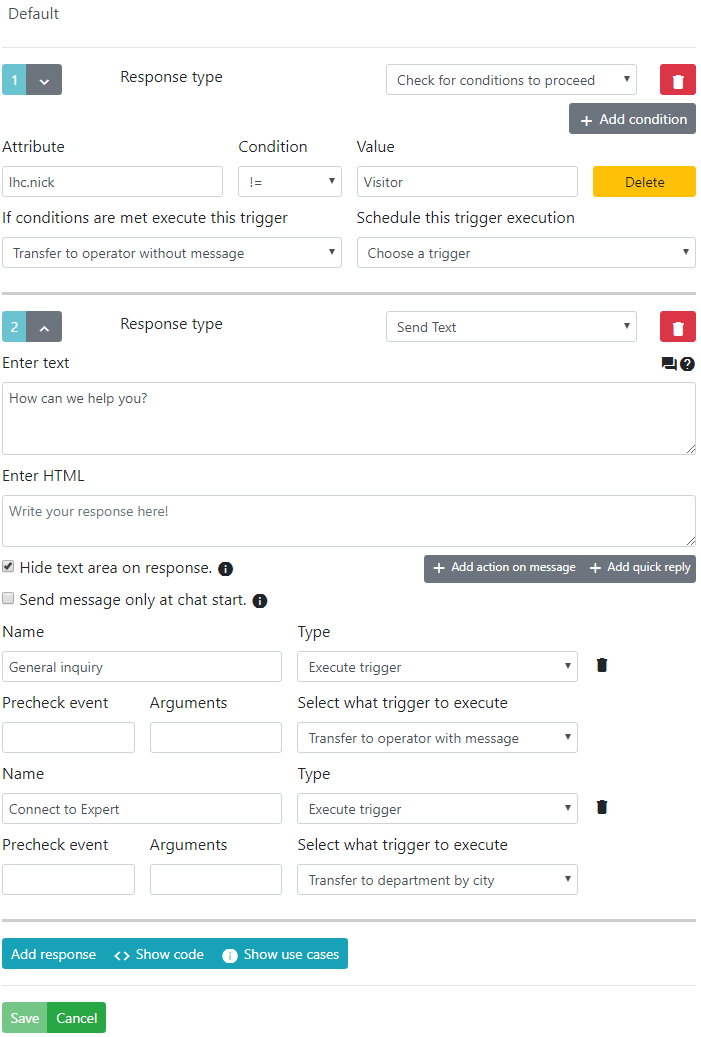 Default
1 Response type Check for conditions to proceed
+ Add condition
Attribute Condition Value
lhc.nick != Visitor Delete
If conditions are met execute this trigger Schedule this trigger execution
Transfer to operator without message Choose a trigger
2 Response type Send Text
Enter text
How can we help you?
Enter HTML
Write your response here!
Hide text area on response. + Add action on message + Add quick reply
Send message only at chat start.
Name Type
General inquiry Execute trigger
Precheck event Arguments Select what trigger to execute
Transfer to operator with message
Name Type
Connect to Expert Execute trigger
Precheck event Arguments Select what trigger to execute
Transfer to department by city
Add response <> Show code Show use cases
Save Cancel